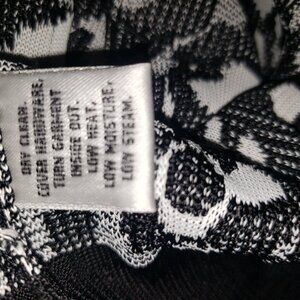 DRY CLEAN.
COVER HARDWARE.
TURN GARMENT
INSIDE OUT.
LOW HEAT.
LOW MOISTURE.
LOW STEAM.